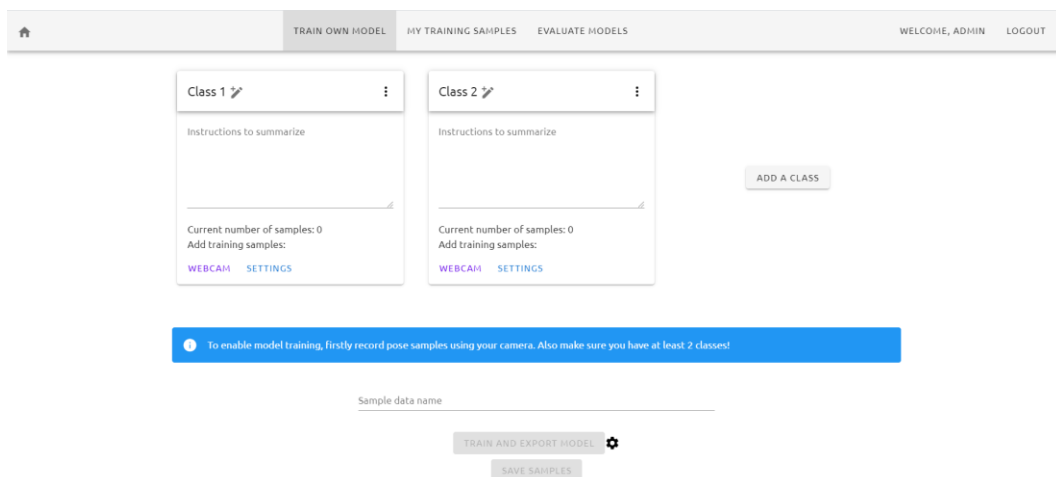 TRAIN OWN MODEL MY TRAINING SAMPLES EVALUATE MODELS WELCOME, ADMIN LOGOUT
Class 1
Instructions to summarize
Current number of samples: 0
Add training samples:
WEBCAM SETTINGS
Class 2
Instructions to summarize
Current number of samples: 0
Add training samples:
WEBCAM SETTINGS
ADD A CLASS
To enable model training, firstly record pose samples using your camera. Also make sure you have at least 2 classes!
Sample data name
TRAIN AND EXPORT MODEL
SAVE SAMPLES